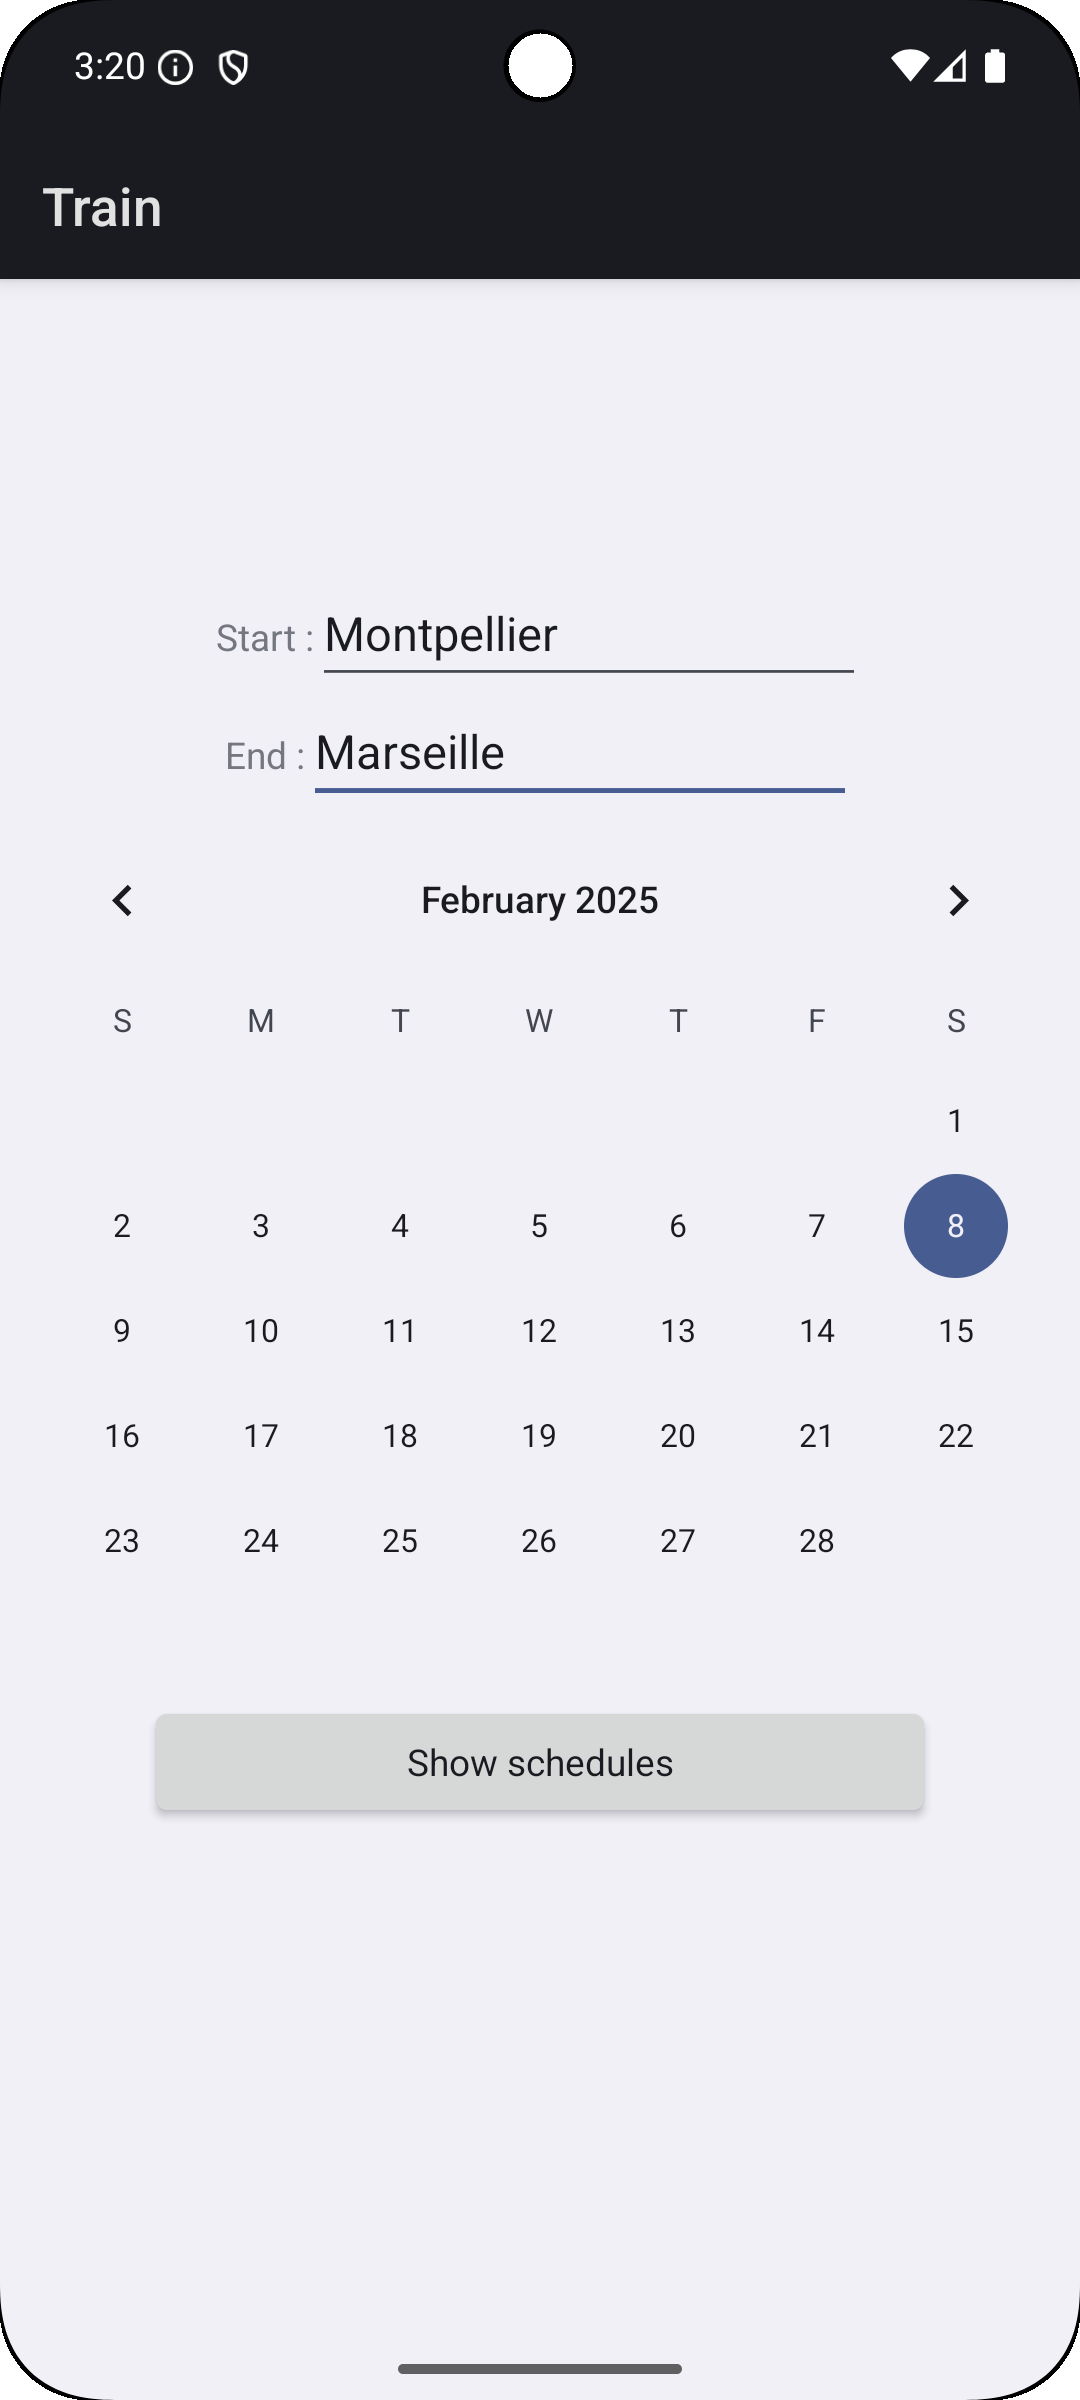 3:20
Train
Start : Montpellier
End : Marseille
February 2025
S M T W T F S
1
2 3 4 5 6 7 8
9 10 11 12 13 14 15
16 17 18 19 20 21 22
23 24 25 26 27 28
Show schedules